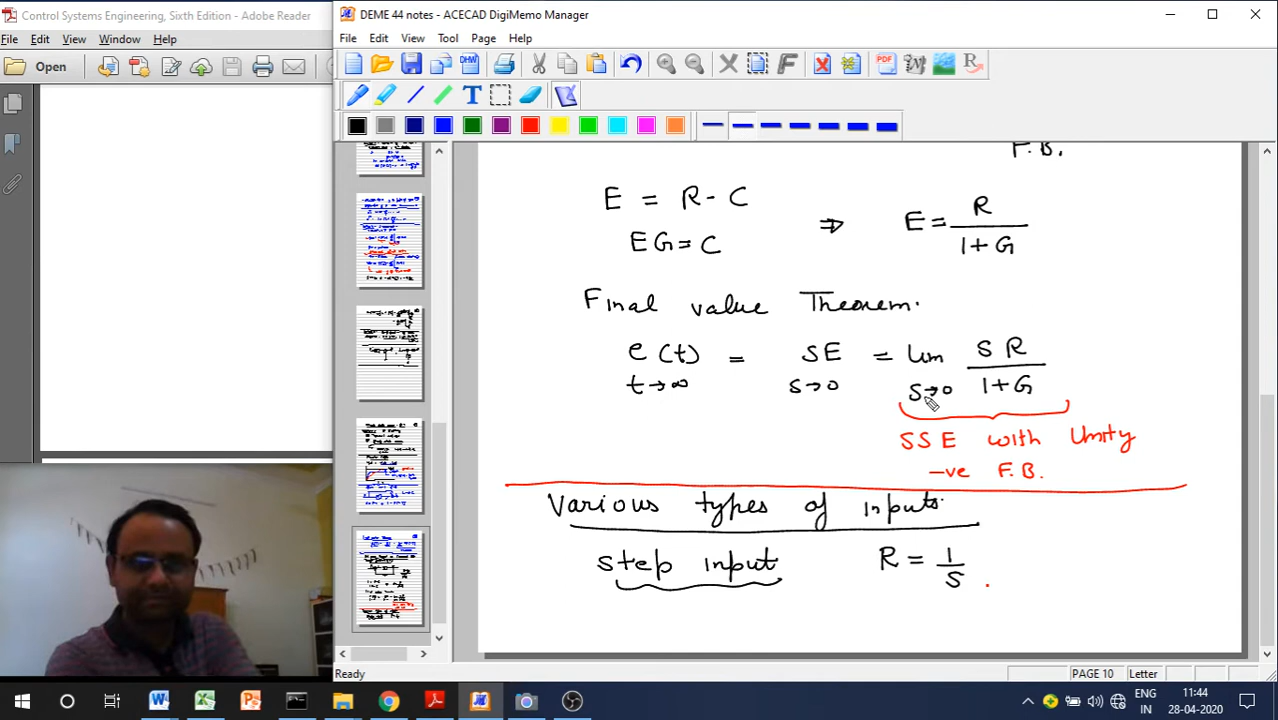 Control Systems Engineering, Sixth Edition - Adobe Reader
File Edit View Window Help
Open
DEME 44 notes - ACECAD DigiMemo Manager
File Edit View Tool Page Help
F.B.
E = R - C
⇒ E = R / (1 + G)
E G = C
Final value Theorem.
e(t) = SE = lim SR / (1 + G)
t→∞ S→0 S→0
SSE with Unity
-ve F.B.
Various types of inputs.
step input R = 1/S .
Ready
PAGE 10 Letter
ENG
IN
11:44
28-04-2020